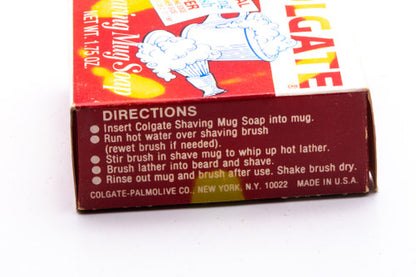 COLGATE
Shaving Mug Soap
NET WT. 1.75 OZ.
DIRECTIONS
● Insert Colgate Shaving Mug Soap into mug.
● Run hot water over shaving brush
(rewet brush if needed).
● Stir brush in shave mug to whip up hot lather.
● Brush lather into beard and shave.
● Rinse out mug and brush after use. Shake brush dry.
COLGATE-PALMOLIVE CO., NEW YORK, N.Y. 10022 MADE IN U.S.A.